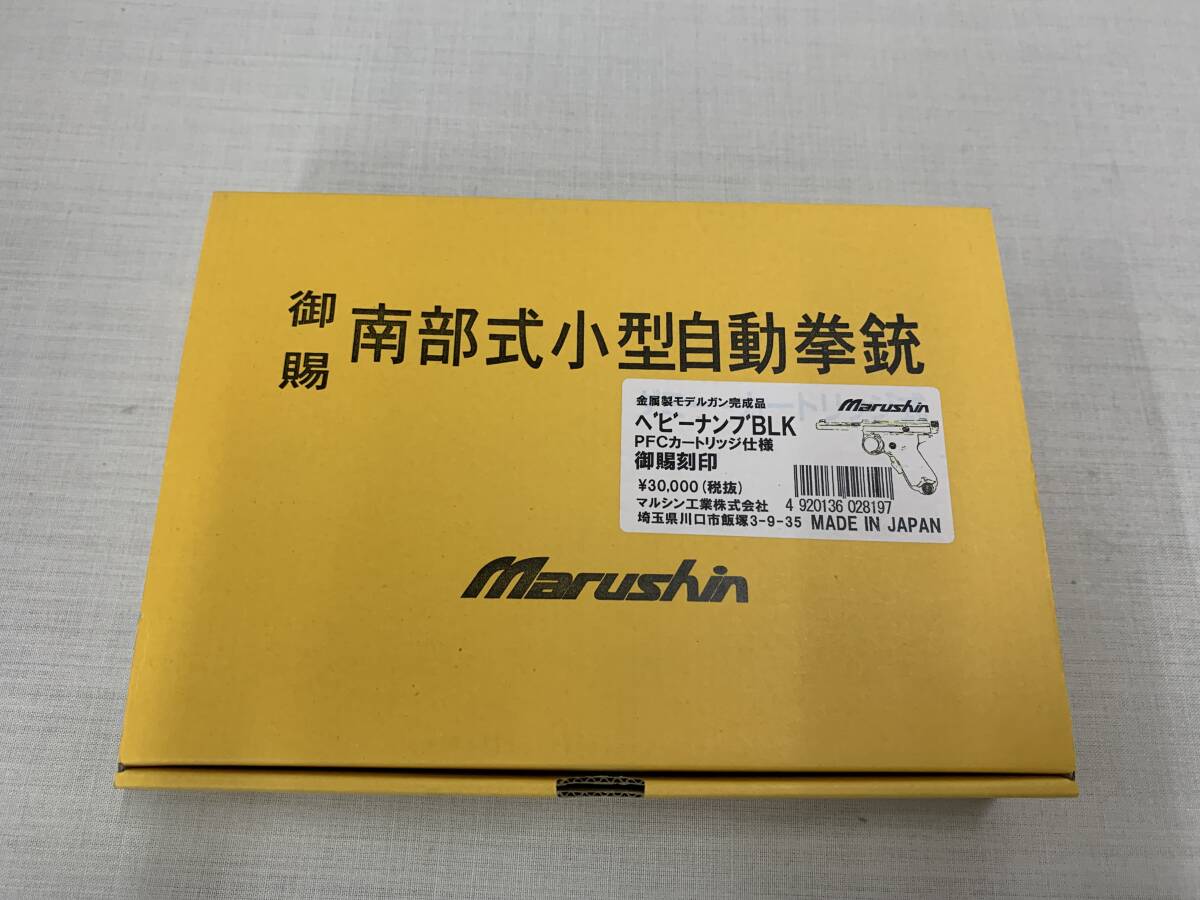 御賜
南部式小型自動拳銃
金属製モデルガン完成品
Marushin
ベビーナンブBLK
PFCカートリッジ仕様
御賜刻印
¥30,000(税抜)
マルシン工業株式会社
4 920136 028197
埼玉県川口市飯塚3-9-35 MADE IN JAPAN
Marushin